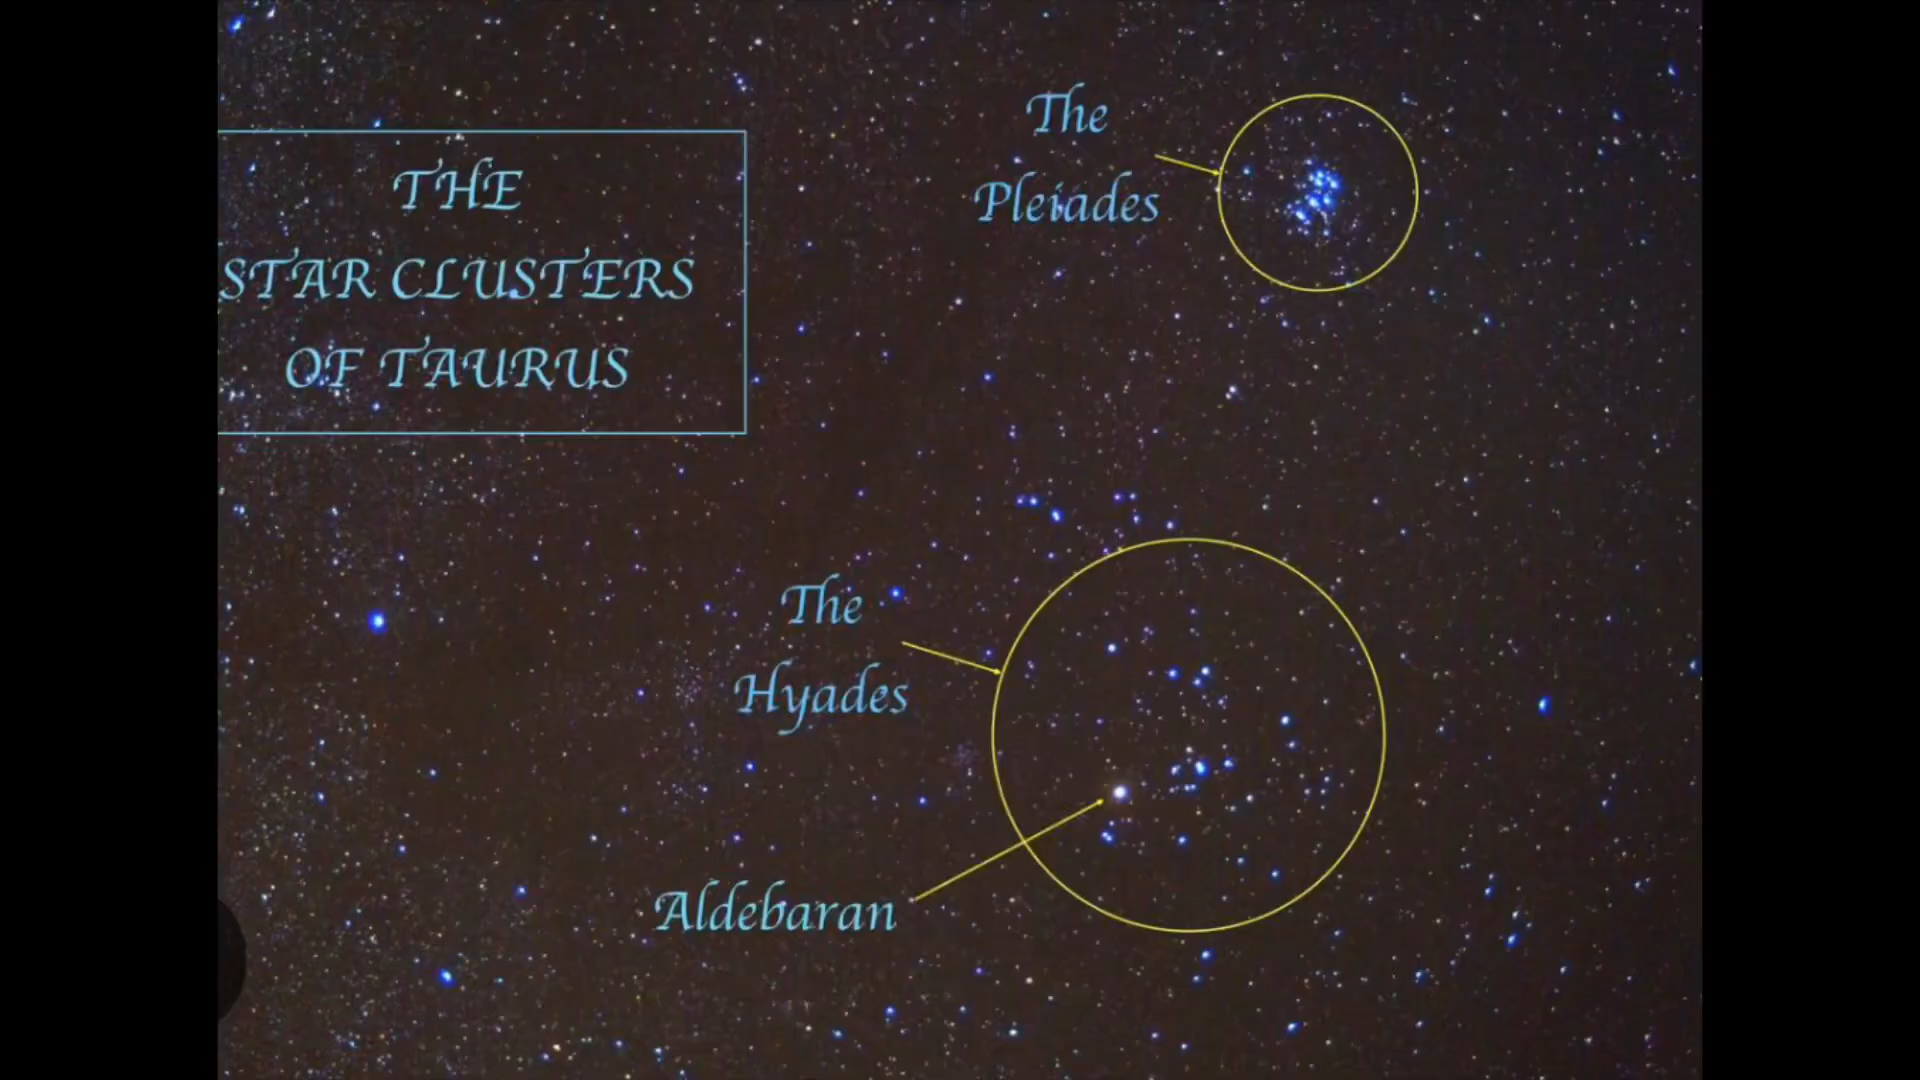 THE
STAR CLUSTERS
OF TAURUS
The
Pleiades
The
Hyades
Aldebaran